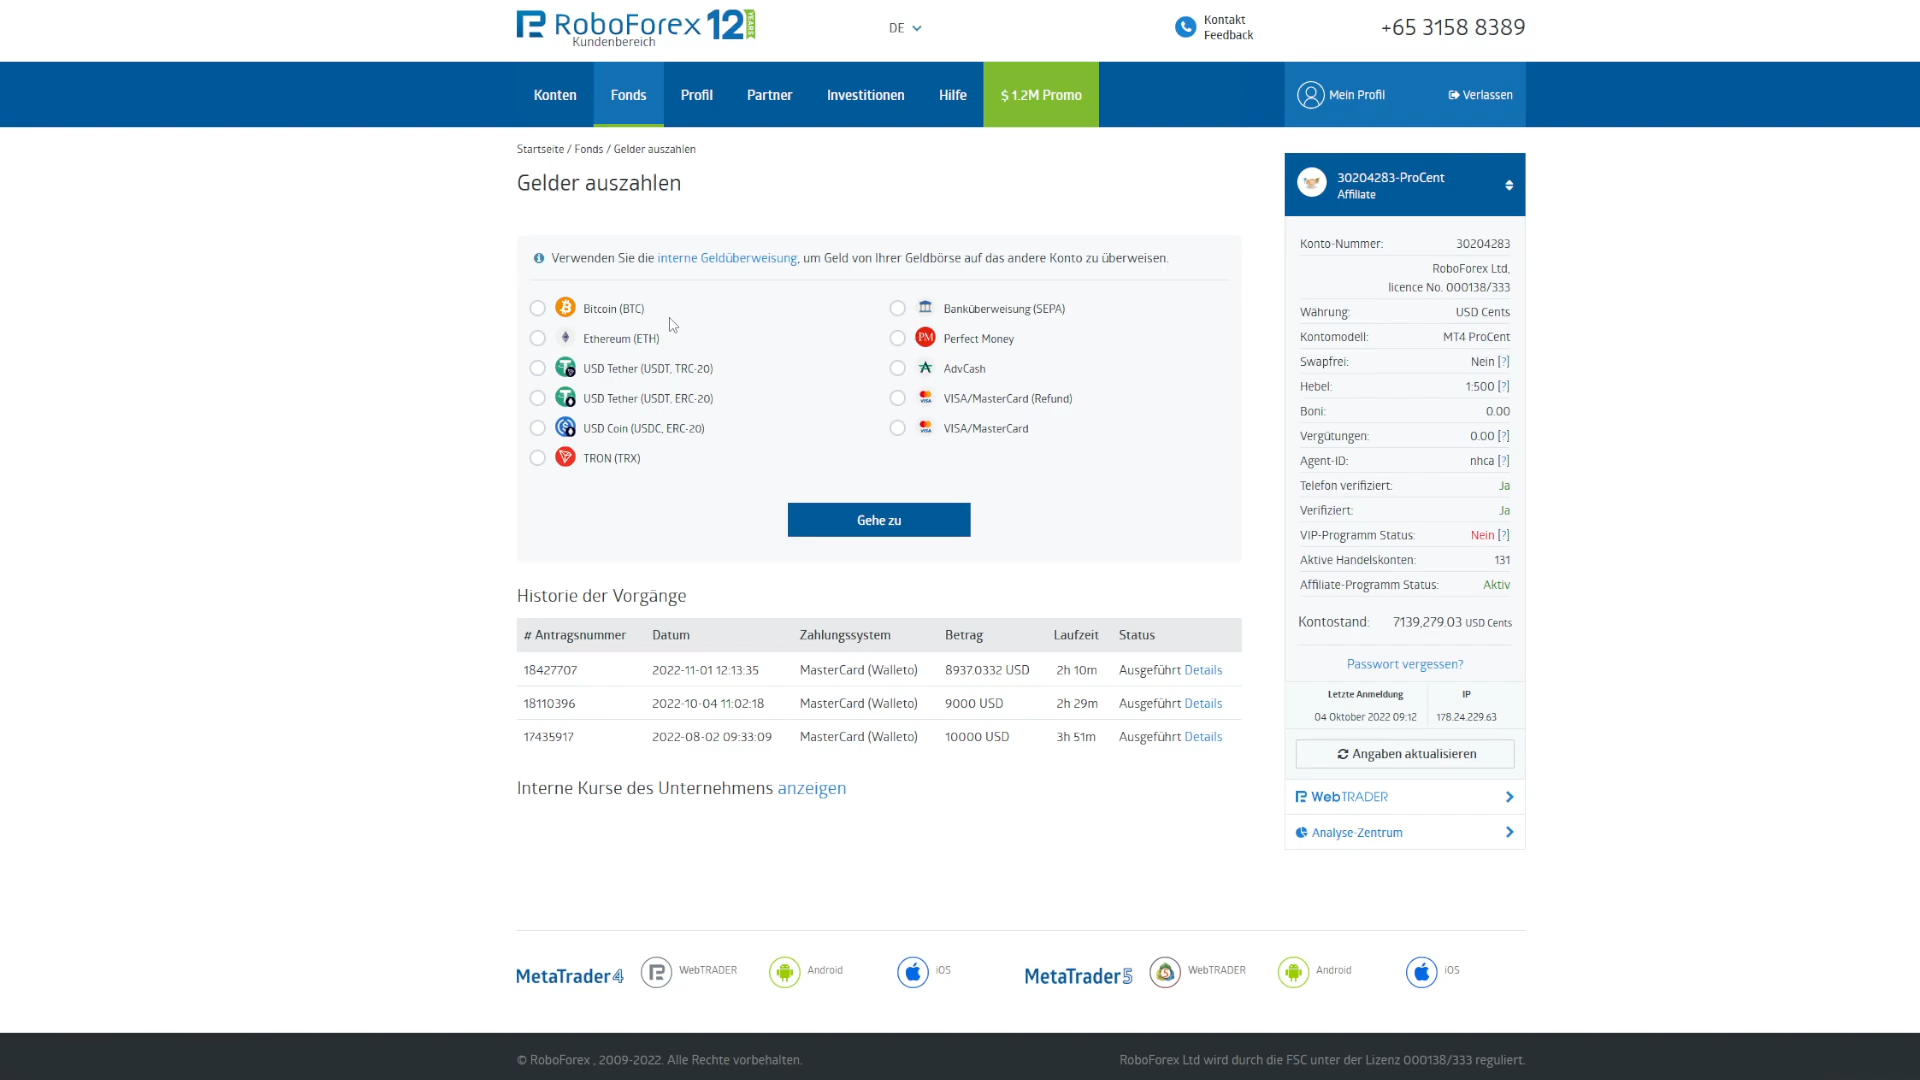 RoboForex 12 YEARS
Kundenbereich
DE
Kontakt
Feedback
+65 3158 8389
Konten Fonds Profil Partner Investitionen Hilfe $ 1.2M Promo Mein Profil Verlassen
Startseite / Fonds / Gelder auszahlen
Gelder auszahlen
Verwenden Sie die interne Geldüberweisung, um Geld von Ihrer Geldbörse auf das andere Konto zu überweisen.
Bitcoin (BTC)
Ethereum (ETH)
USD Tether (USDT, TRC-20)
USD Tether (USDT, ERC-20)
USD Coin (USDC, ERC-20)
TRON (TRX)
Banküberweisung (SEPA)
PM Perfect Money
AdvCash
VISA VISA/MasterCard (Refund)
VISA VISA/MasterCard
Gehe zu
Historie der Vorgänge
# Antragsnummer Datum Zahlungssystem Betrag Laufzeit Status
18427707 2022-11-01 12:13:35 MasterCard (Walleto) 8937.0332 USD 2h 10m Ausgeführt Details
18110396 2022-10-04 11:02:18 MasterCard (Walleto) 9000 USD 2h 29m Ausgeführt Details
17435917 2022-08-02 09:33:09 MasterCard (Walleto) 10000 USD 3h 51m Ausgeführt Details
Interne Kurse des Unternehmens anzeigen
30204283-ProCent
Affiliate
Konto-Nummer: 30204283
RoboForex Ltd,
licence No. 000138/333
Währung: USD Cents
Kontomodell: MT4 ProCent
Swapfrei: Nein [?]
Hebel: 1:500 [?]
Boni: 0.00
Vergütungen: 0.00 [?]
Agent-ID: nhca [?]
Telefon verifiziert: Ja
Verifiziert: Ja
VIP-Programm Status: Nein [?]
Aktive Handelskonten: 131
Affiliate-Programm Status: Aktiv
Kontostand: 7139,279.03 USD Cents
Passwort vergessen?
Letzte Anmeldung IP
04 Oktober 2022 09:12 178.24.229.63
Angaben aktualisieren
WebTRADER
Analyse-Zentrum
MetaTrader 4 WebTRADER Android iOS MetaTrader 5 WebTRADER Android iOS
© RoboForex , 2009-2022. Alle Rechte vorbehalten.
RoboForex Ltd wird durch die FSC unter der Lizenz 000138/333 reguliert.